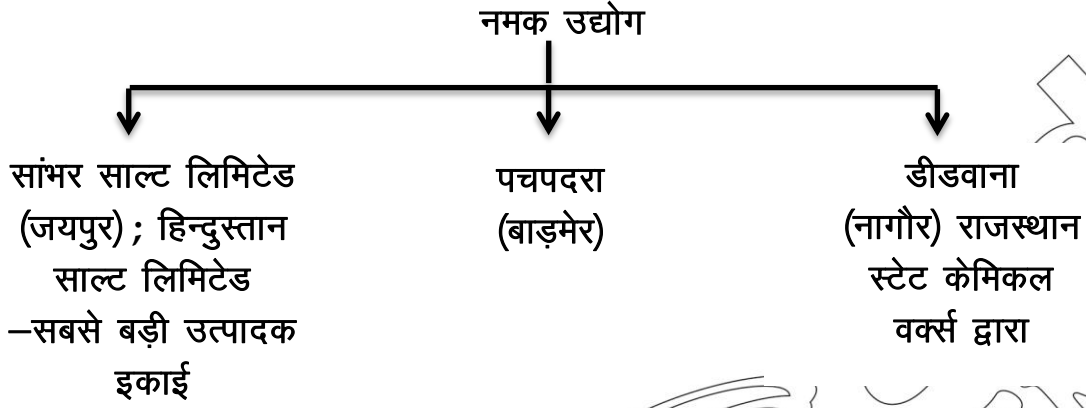 नमक उद्योग
सांभर साल्ट लिमिटेड
(जयपुर) ; हिन्दुस्तान
साल्ट लिमिटेड
–सबसे बड़ी उत्पादक
इकाई
पचपदरा
(बाड़मेर)
डीडवाना
(नागौर) राजस्थान
स्टेट केमिकल
वर्क्स द्वारा